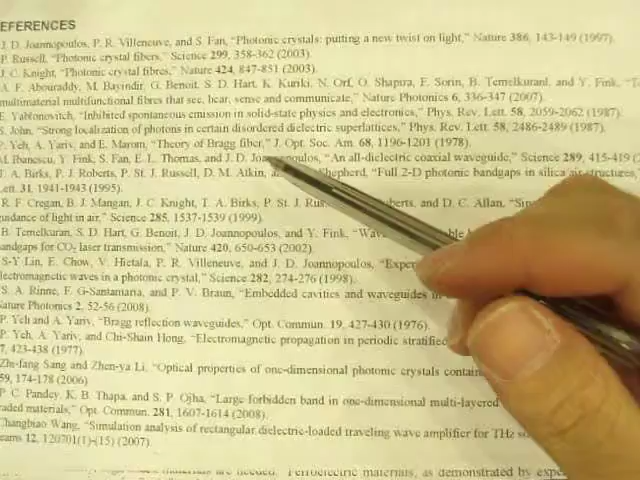 EFERENCES
J. D. Joannopoulos, P. R. Villeneuve, and S. Fan, "Photonic crystals: putting a new twist on light," Nature 386, 143-149 (1997).
P. Russell, "Photonic crystal fibers," Science 299, 358-362 (2003).
J. C. Knight, "Photonic crystal fibres," Nature 424, 847-851 (2003).
A. F. Abouraddy, M. Bayindir, G. Benoit, S. D. Hart, K. Kuriki, N. Orf, O. Shapira, F. Sorin, B. Temelkuranl, and Y. Fink,
multimaterial multifunctional fibres that see, hear, sense and communicate," Nature Photonics 6, 336-347 (2007).
E. Yablonovitch, "Inhibited spontaneous emission in solid-state physics and electronics," Phys. Rev. Lett. 58, 2059-2062 (1987).
S. John, "Strong localization of photons in certain disordered dielectric superlattices," Phys. Rev. Lett. 58, 2486-2489 (1987).
P. Yeh, A. Yariv, and E. Marom, "Theory of Bragg fiber," J. Opt. Soc. Am. 68, 1196-1201 (1978).
M. Ibanescu, Y. Fink, S. Fan, E. L. Thomas, and J. D. Joannopoulos, "An all-dielectric coaxial waveguide," Science 289, 415-419
T. A. Birks, P. J. Roberts, P. St. J. Russell, D. M. Atkin, Shepherd, "Full 2-D photonic bandgaps in silica air structures,"
Lett. 31, 1941-1943 (1995).
R. F. Cregan, B. J. Mangan, J. C. Knight, T. A. Birks, P. St. J. Rus berts, and D. C. Allan,
guidance of light in air," Science 285, 1537-1539 (1999).
B. Temelkuran, S. D. Hart, G. Benoit, J. D. Joannopoulos, and Y. Fink,
bandgaps for CO₂ laser transmission," Nature 420, 650-653 (2002).
S-Y Lin, E. Chow, V. Hietala, P. R. Villeneuve, and J. D. Joannopoulos,
electromagnetic waves in a photonic crystal," Science 282, 274-276 (1998).
S. A. Rinne, F. G-Santamaria, and P. V. Braun, "Embedded cavities and waveguides
Nature Photonics 2, 52-56 (2008).
P. Yeh and A. Yariv, "Bragg reflection waveguides," Opt. Commun. 19, 427-430 (1976).
P. Yeh, A. Yariv, and Chi-Shain Hong, "Electromagnetic propagation in periodic stratified
7, 423-438 (1977).
Zhi-fang Sang and Zhen-ya Li, "Optical properties of one-dimensional photonic crystals
59, 174-178 (2006)
P. C. Pandey, K. B. Thapa, and S. P. Ojha, "Large forbidden band in one-dimensional multi-layered
raded materials," Opt. Commun. 281, 1607-1614 (2008).
Changbiao Wang, "Simulation analysis of rectangular dielectric-loaded traveling wave amplifier for THz
eams 12, 120701(1)-(15) (2007).
materials are needed. Ferroelectric materials, as demonstrated by